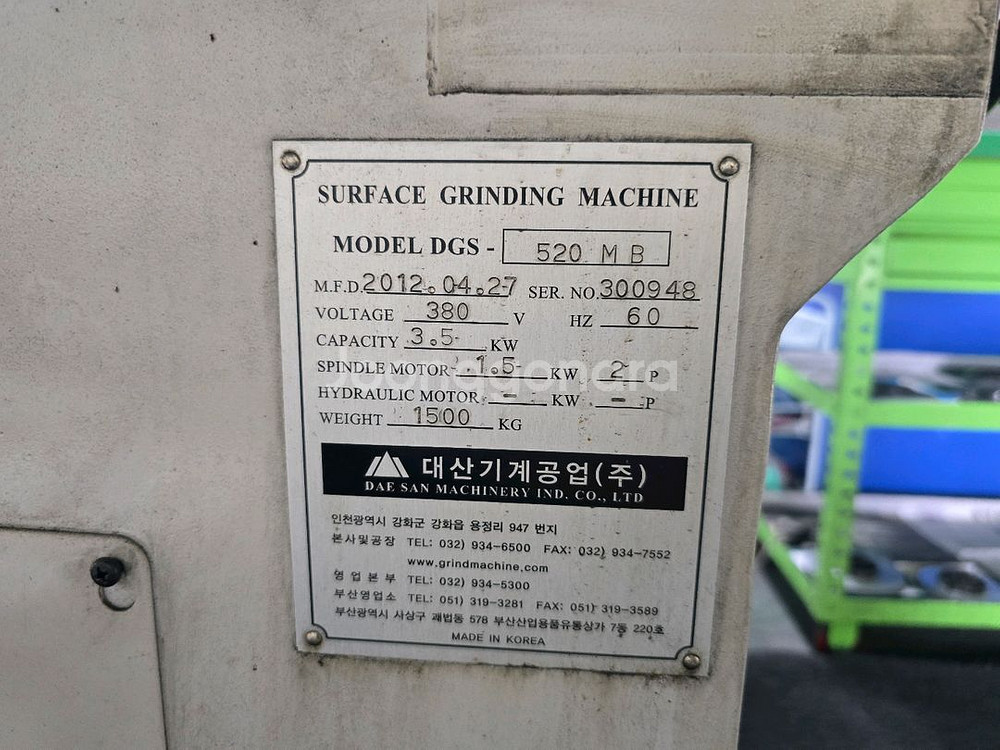 SURFACE GRINDING MACHINE
MODEL DGS - 520 M B
M.F.D. 2012.04.27 SER. NO. 300948
VOLTAGE 380 V HZ 60
CAPACITY 3.5 KW
SPINDLE MOTOR 1.5 KW 2 P
Joonggonara
HYDRAULIC MOTOR - KW - P
WEIGHT 1500 KG
대산기계공업(주)
DAE SAN MACHINERY IND. CO., LTD
인천광역시 강화군 강화읍 용정리 947 번지
본사및공장 TEL: 032) 934-6500 FAX: 032) 934-7552
www.grindmachine.com
영 업 본 부 TEL: 032) 934-5300
부산영업소 TEL: 051) 319-3281 FAX: 051) 319-3589
부산광역시 사상구 괘법동 578 부산산업용품유통상가 7동 220호
MADE IN KOREA